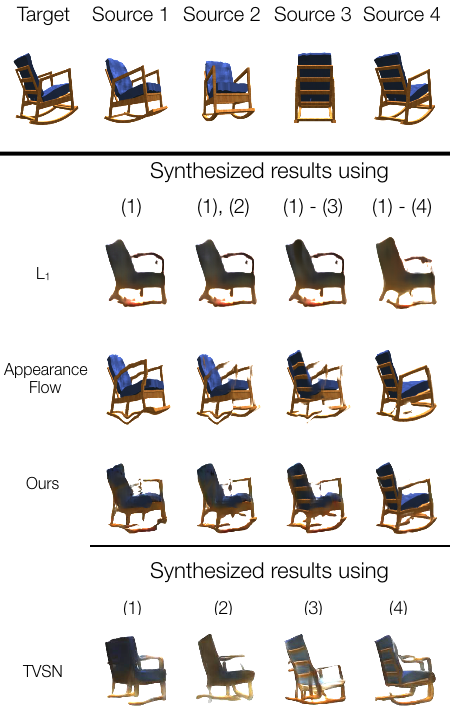 Target Source 1 Source 2 Source 3 Source 4
Synthesized results using
(1) (1), (2) (1) - (3) (1) - (4)
L₁
Appearance
Flow
Ours
Synthesized results using
(1) (2) (3) (4)
TVSN